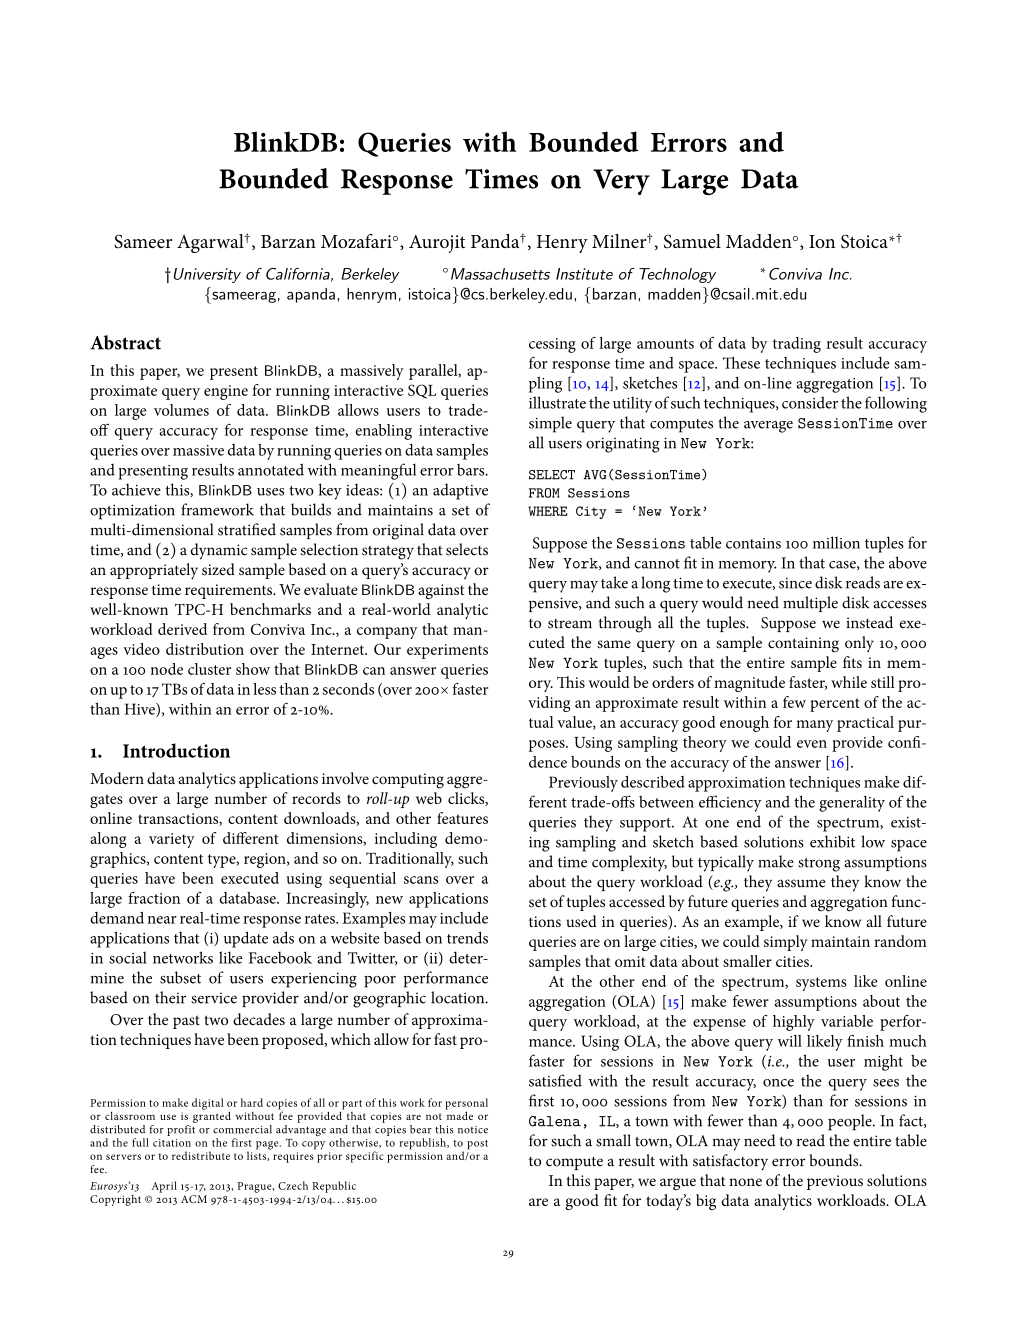 BlinkDB: Queries with Bounded Errors and
Bounded Response Times on Very Large Data
Sameer Agarwal†, Barzan Mozafari○, Aurojit Panda†, Henry Milner†, Samuel Madden○, Ion Stoica*†
†University of California, Berkeley ○Massachusetts Institute of Technology *Conviva Inc.
{sameerag, apanda, henrym, istoica}@cs.berkeley.edu, {barzan, madden}@csail.mit.edu
Abstract
In this paper, we present BlinkDB, a massively parallel, ap-
proximate query engine for running interactive SQL queries
on large volumes of data. BlinkDB allows users to trade-
off query accuracy for response time, enabling interactive
queries over massive data by running queries on data samples
and presenting results annotated with meaningful error bars.
To achieve this, BlinkDB uses two key ideas: (1) an adaptive
optimization framework that builds and maintains a set of
multi-dimensional stratified samples from original data over
time, and (2) a dynamic sample selection strategy that selects
an appropriately sized sample based on a query's accuracy or
response time requirements. We evaluate BlinkDB against the
well-known TPC-H benchmarks and a real-world analytic
workload derived from Conviva Inc., a company that man-
ages video distribution over the Internet. Our experiments
on a 100 node cluster show that BlinkDB can answer queries
on up to 17 TBs of data in less than 2 seconds (over 200× faster
than Hive), within an error of 2-10%.
1. Introduction
Modern data analytics applications involve computing aggre-
gates over a large number of records to roll-up web clicks,
online transactions, content downloads, and other features
along a variety of different dimensions, including demo-
graphics, content type, region, and so on. Traditionally, such
queries have been executed using sequential scans over a
large fraction of a database. Increasingly, new applications
demand near real-time response rates. Examples may include
applications that (i) update ads on a website based on trends
in social networks like Facebook and Twitter, or (ii) deter-
mine the subset of users experiencing poor performance
based on their service provider and/or geographic location.
Over the past two decades a large number of approxima-
tion techniques have been proposed, which allow for fast pro-
Permission to make digital or hard copies of all or part of this work for personal
or classroom use is granted without fee provided that copies are not made or
distributed for profit or commercial advantage and that copies bear this notice
and the full citation on the first page. To copy otherwise, to republish, to post
on servers or to redistribute to lists, requires prior specific permission and/or a
fee.
Eurosys'13 April 15-17, 2013, Prague, Czech Republic
Copyright © 2013 ACM 978-1-4503-1994-2/13/04...$15.00
cessing of large amounts of data by trading result accuracy
for response time and space. These techniques include sam-
pling [10, 14], sketches [12], and on-line aggregation [15]. To
illustrate the utility of such techniques, consider the following
simple query that computes the average SessionTime over
all users originating in New York:
SELECT AVG(SessionTime)
FROM Sessions
WHERE City = ‘New York’
Suppose the Sessions table contains 100 million tuples for
New York, and cannot fit in memory. In that case, the above
query may take a long time to execute, since disk reads are ex-
pensive, and such a query would need multiple disk accesses
to stream through all the tuples. Suppose we instead exe-
cuted the same query on a sample containing only 10, 000
New York tuples, such that the entire sample fits in mem-
ory. This would be orders of magnitude faster, while still pro-
viding an approximate result within a few percent of the ac-
tual value, an accuracy good enough for many practical pur-
poses. Using sampling theory we could even provide confi-
dence bounds on the accuracy of the answer [16].
Previously described approximation techniques make dif-
ferent trade-offs between efficiency and the generality of the
queries they support. At one end of the spectrum, exist-
ing sampling and sketch based solutions exhibit low space
and time complexity, but typically make strong assumptions
about the query workload (e.g., they assume they know the
set of tuples accessed by future queries and aggregation func-
tions used in queries). As an example, if we know all future
queries are on large cities, we could simply maintain random
samples that omit data about smaller cities.
At the other end of the spectrum, systems like online
aggregation (OLA) [15] make fewer assumptions about the
query workload, at the expense of highly variable perfor-
mance. Using OLA, the above query will likely finish much
faster for sessions in New York (i.e., the user might be
satisfied with the result accuracy, once the query sees the
first 10, 000 sessions from New York) than for sessions in
Galena, IL, a town with fewer than 4, 000 people. In fact,
for such a small town, OLA may need to read the entire table
to compute a result with satisfactory error bounds.
In this paper, we argue that none of the previous solutions
are a good fit for today's big data analytics workloads. OLA
29